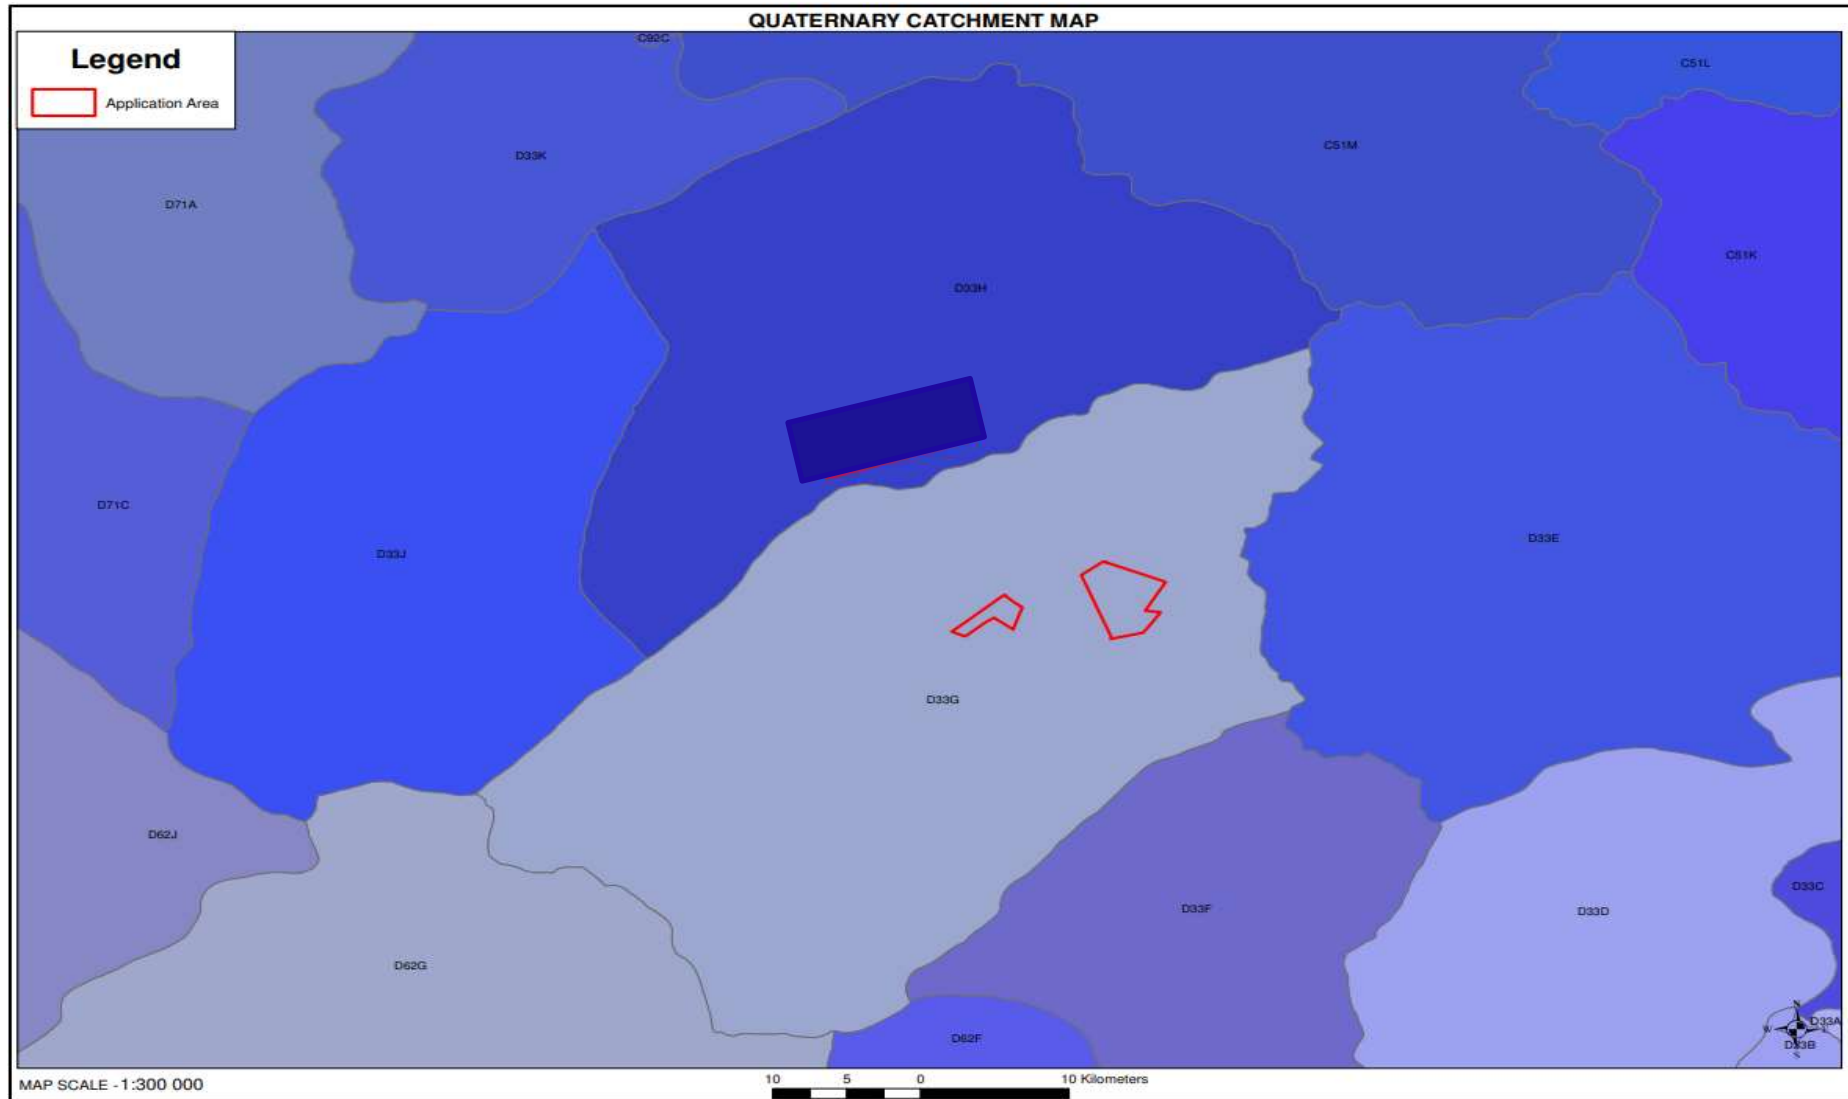 QUATERNARY CATCHMENT MAP
Legend
Application Area
C92C
C51L
D33K
C51M
D71A
C51K
D33H
D71C
D33J
D33E
D33G
D62J
D33C
D33F
D33D
D62G
D33A
D62F
D33B
N
W
S
MAP SCALE - 1:300 000
10 5 0 10 Kilometers